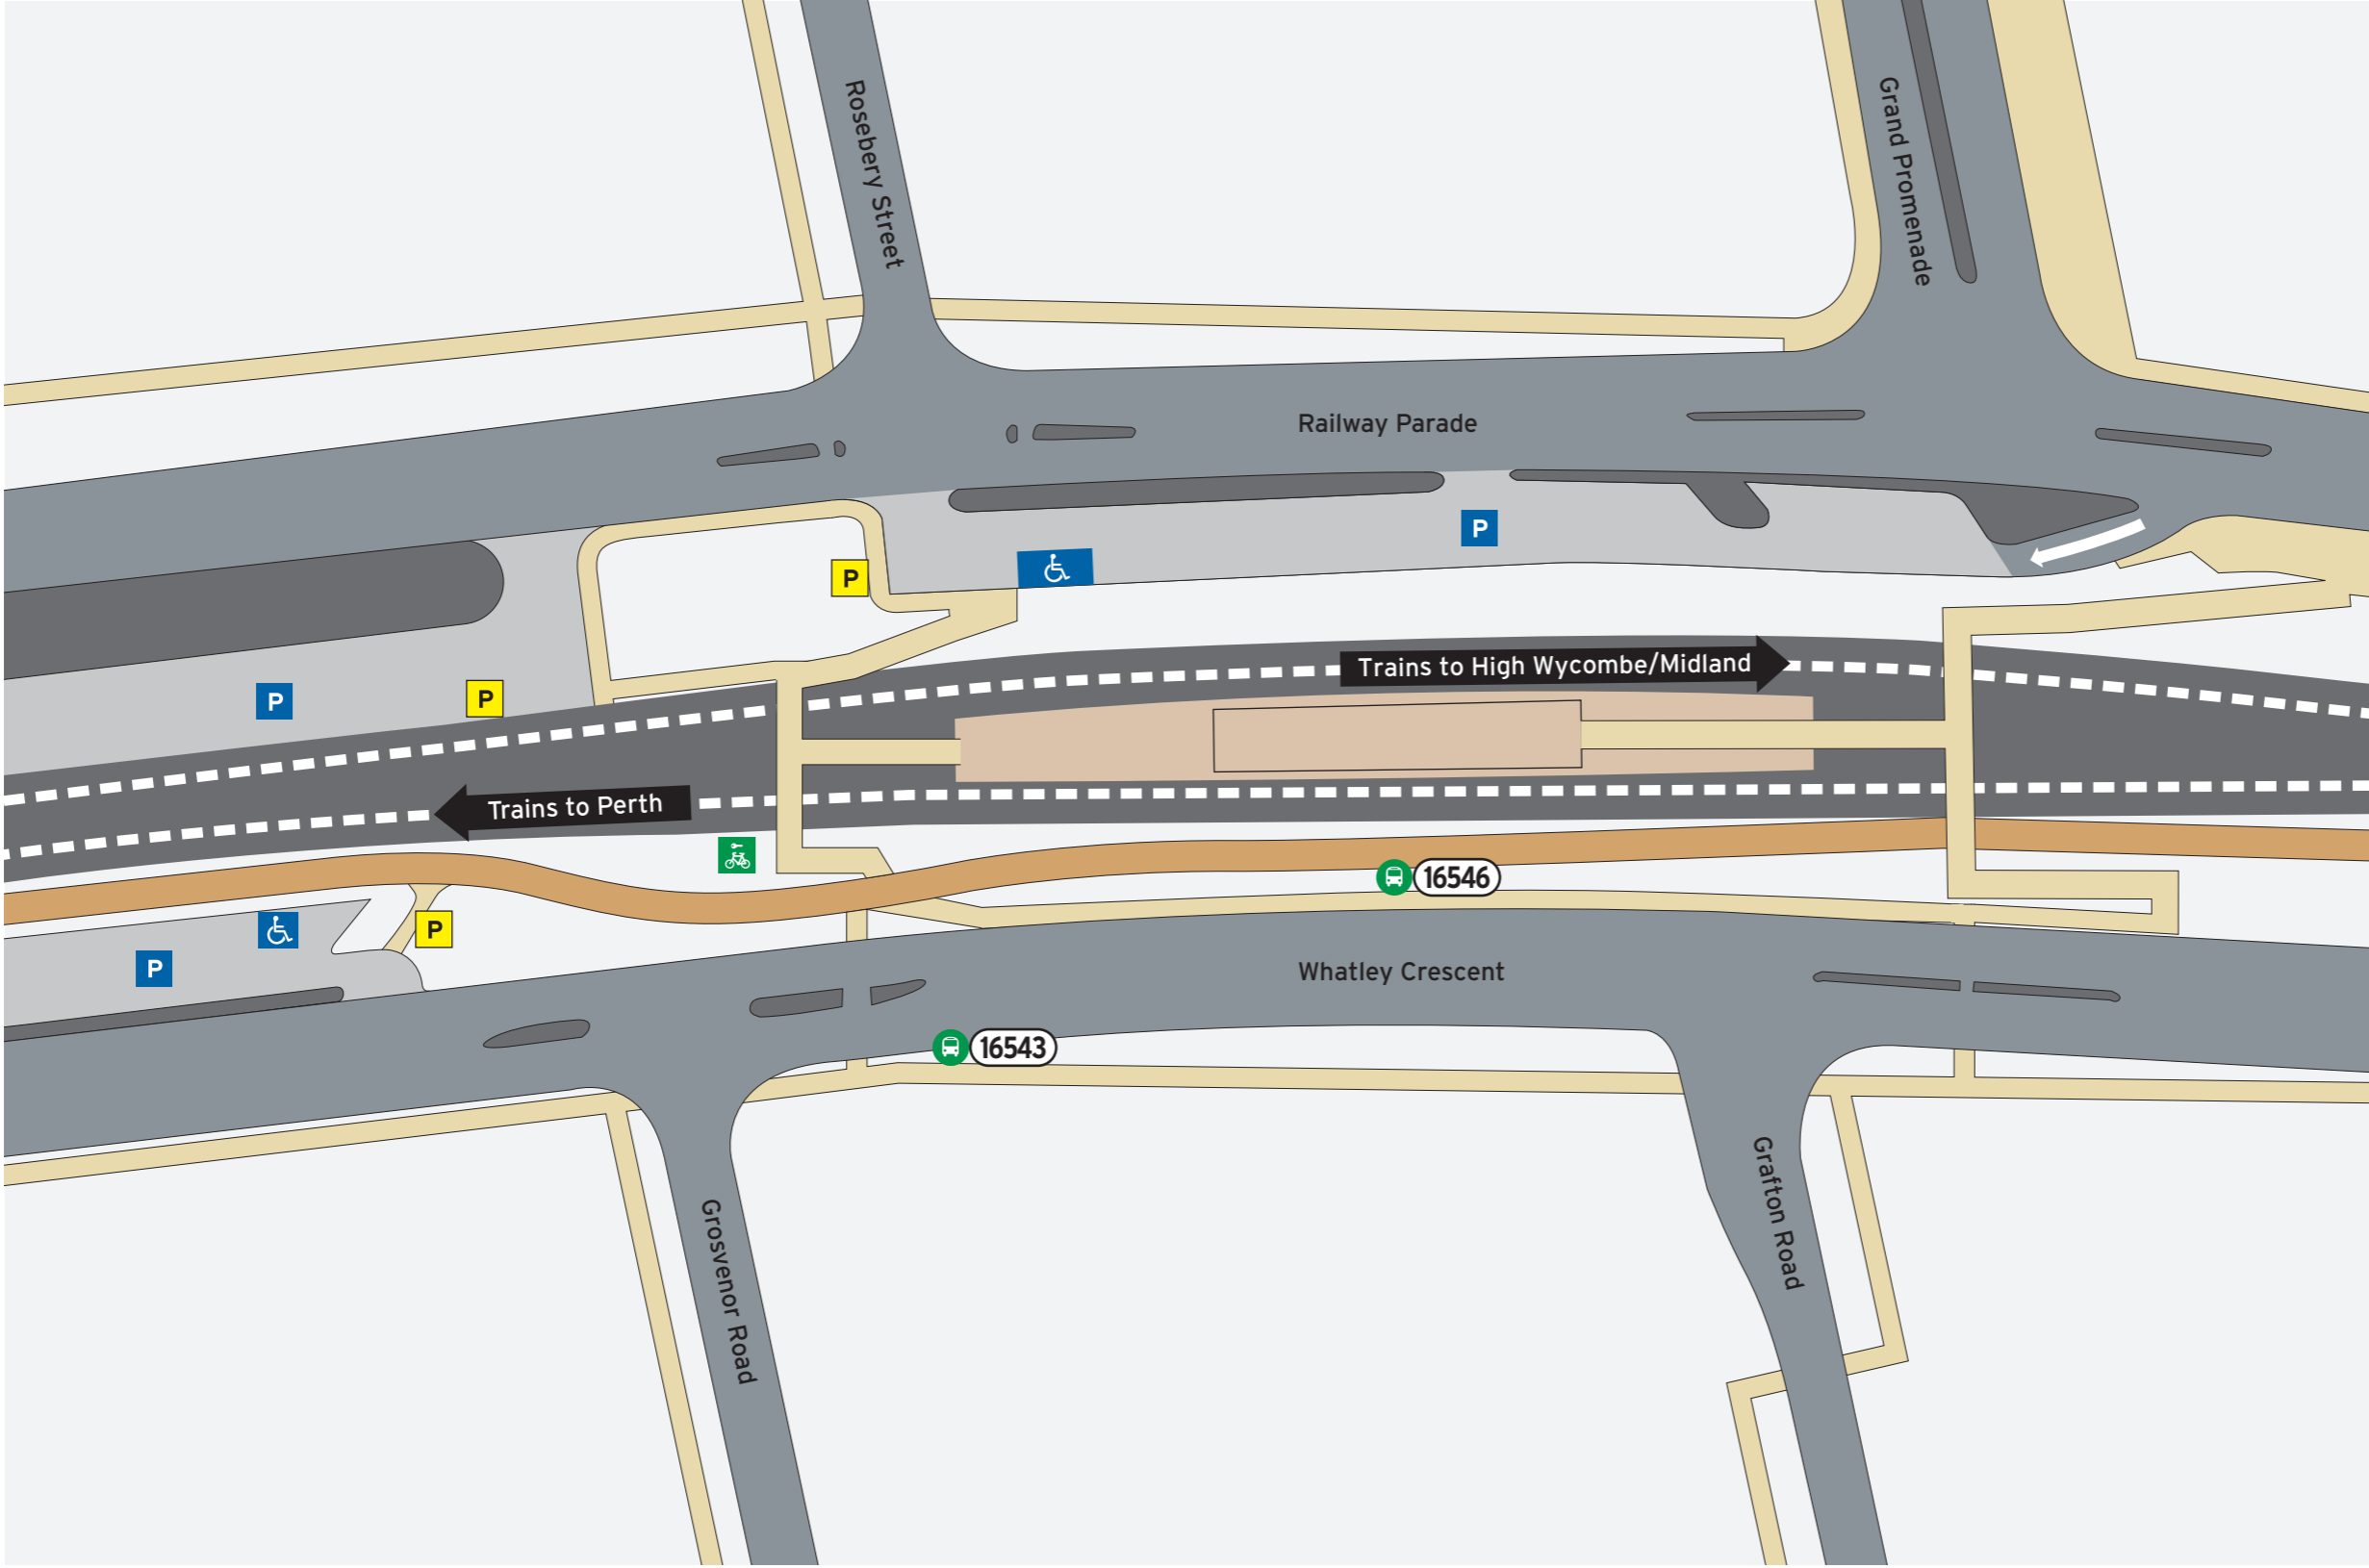 Rosebery Street
Grand Promenade
Railway Parade
P
P
Trains to High Wycombe/Midland
P
P
Trains to Perth
16546
P
P
Whatley Crescent
16543
Grosvenor Road
Grafton Road